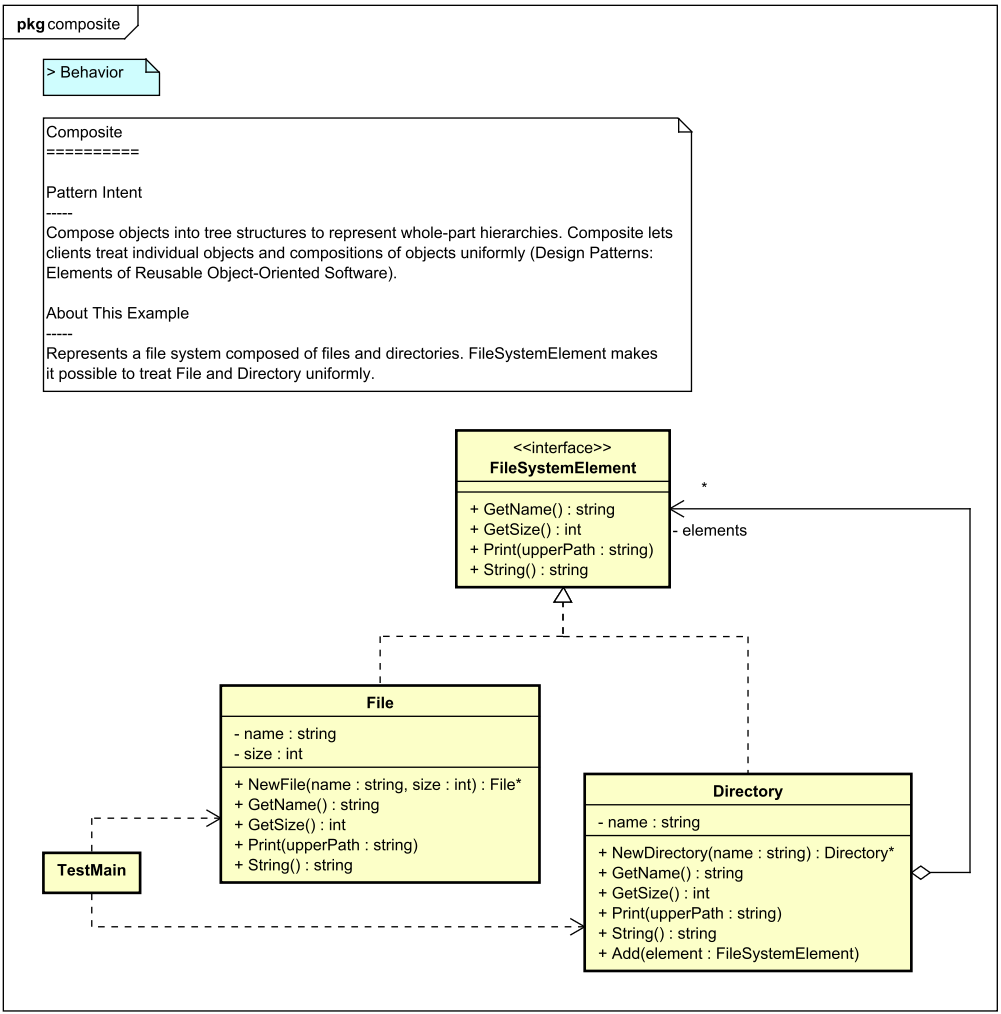 pkg composite
> Behavior
Composite
==========
Pattern Intent
-----
Compose objects into tree structures to represent whole-part hierarchies. Composite lets
clients treat individual objects and compositions of objects uniformly (Design Patterns:
Elements of Reusable Object-Oriented Software).
About This Example
-----
Represents a file system composed of files and directories. FileSystemElement makes
it possible to treat File and Directory uniformly.
<<interface>>
FileSystemElement
+ GetName() : string
+ GetSize() : int
+ Print(upperPath : string)
+ String() : string
*
- elements
File
- name : string
- size : int
+ NewFile(name : string, size : int) : File*
+ GetName() : string
+ GetSize() : int
+ Print(upperPath : string)
+ String() : string
TestMain
Directory
- name : string
+ NewDirectory(name : string) : Directory*
+ GetName() : string
+ GetSize() : int
+ Print(upperPath : string)
+ String() : string
+ Add(element : FileSystemElement)